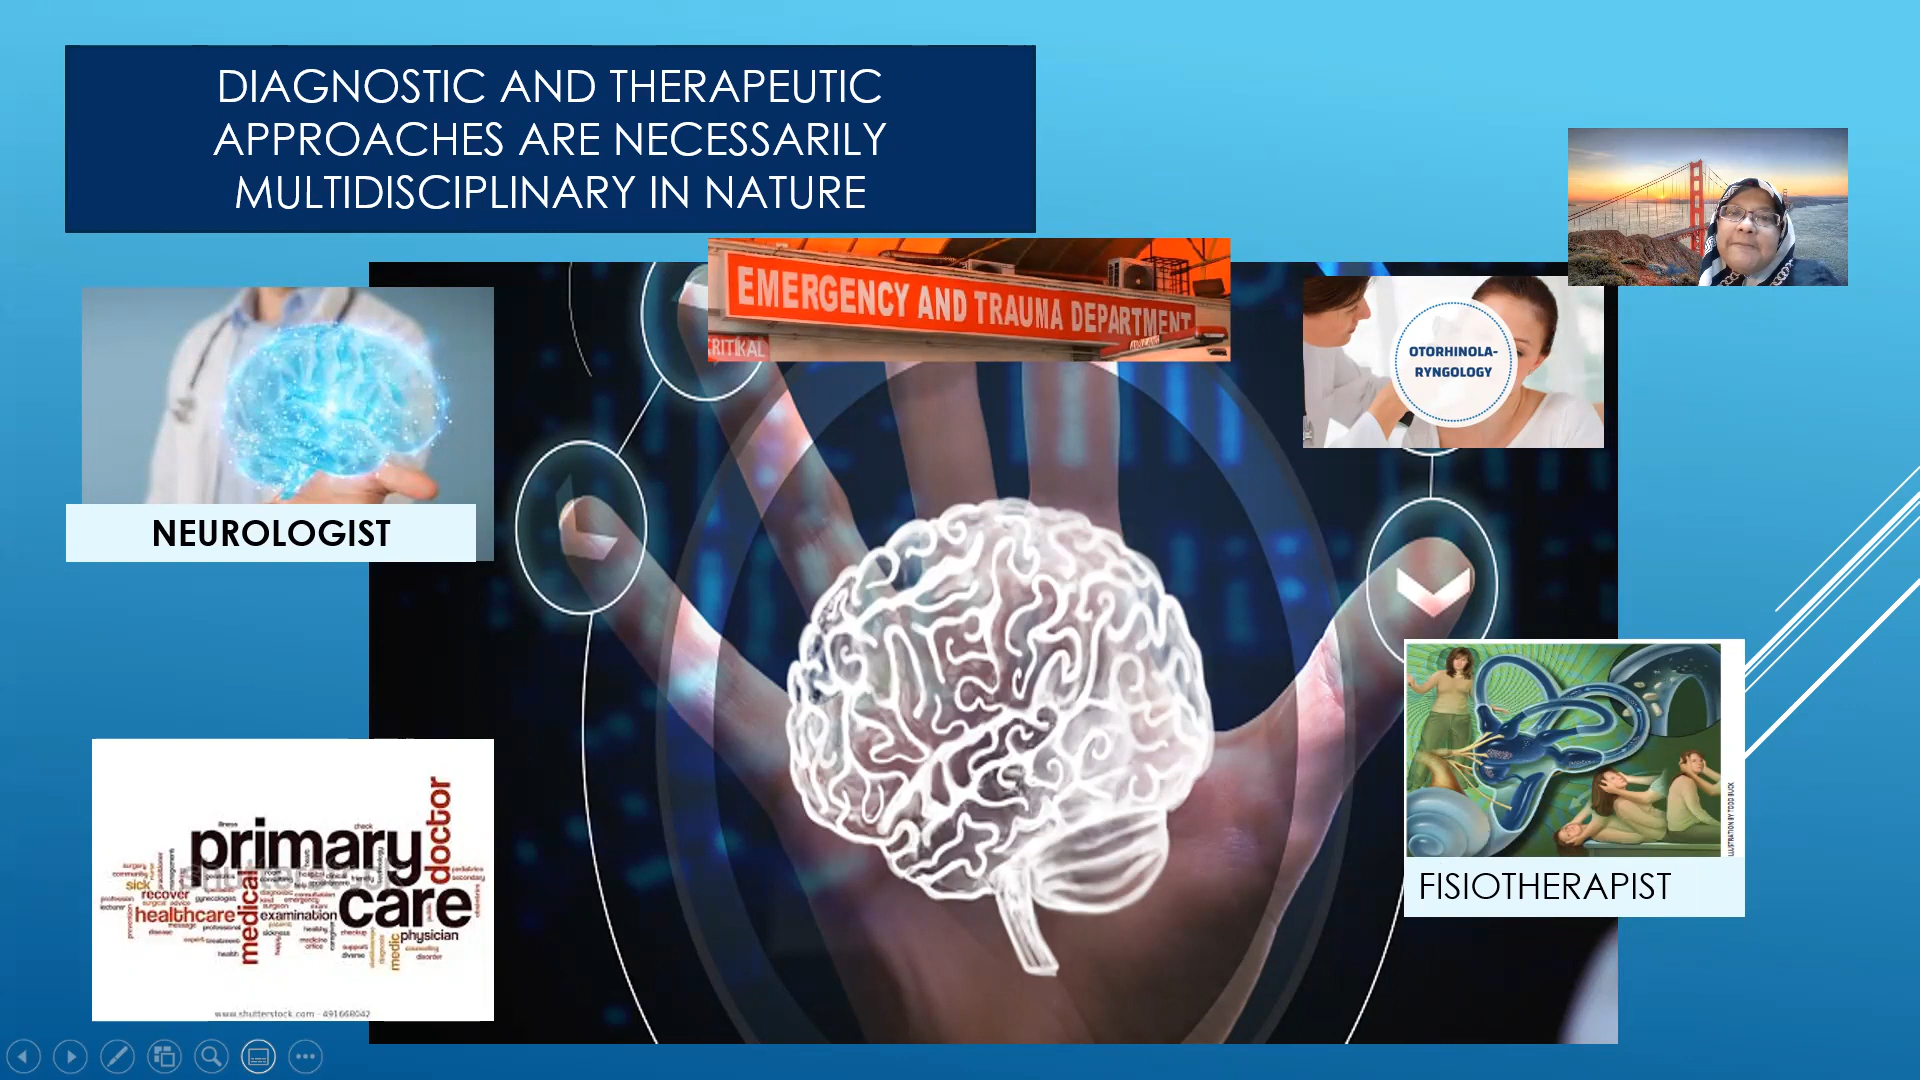 DIAGNOSTIC AND THERAPEUTIC
APPROACHES ARE NECESSARILY
MULTIDISCIPLINARY IN NATURE
EMERGENCY AND TRAUMA DEPARTMENT
KRITIKAL
OTORHINOLA-
RYNGOLOGY
NEUROLOGIST
FISIOTHERAPIST
primary
care
doctor
medical
healthcare
examination
recover
sick
physician
medic
www.shutterstock.com · 491668042